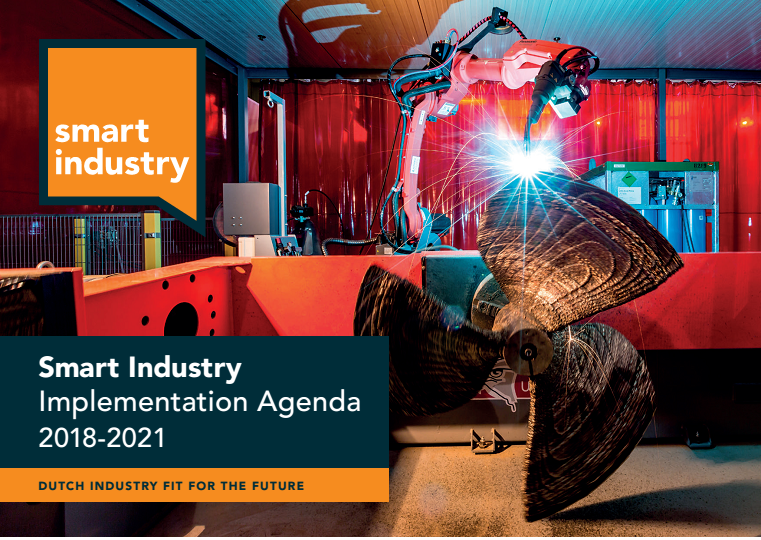 smart
industry
Smart Industry
Implementation Agenda
2018-2021
DUTCH INDUSTRY FIT FOR THE FUTURE